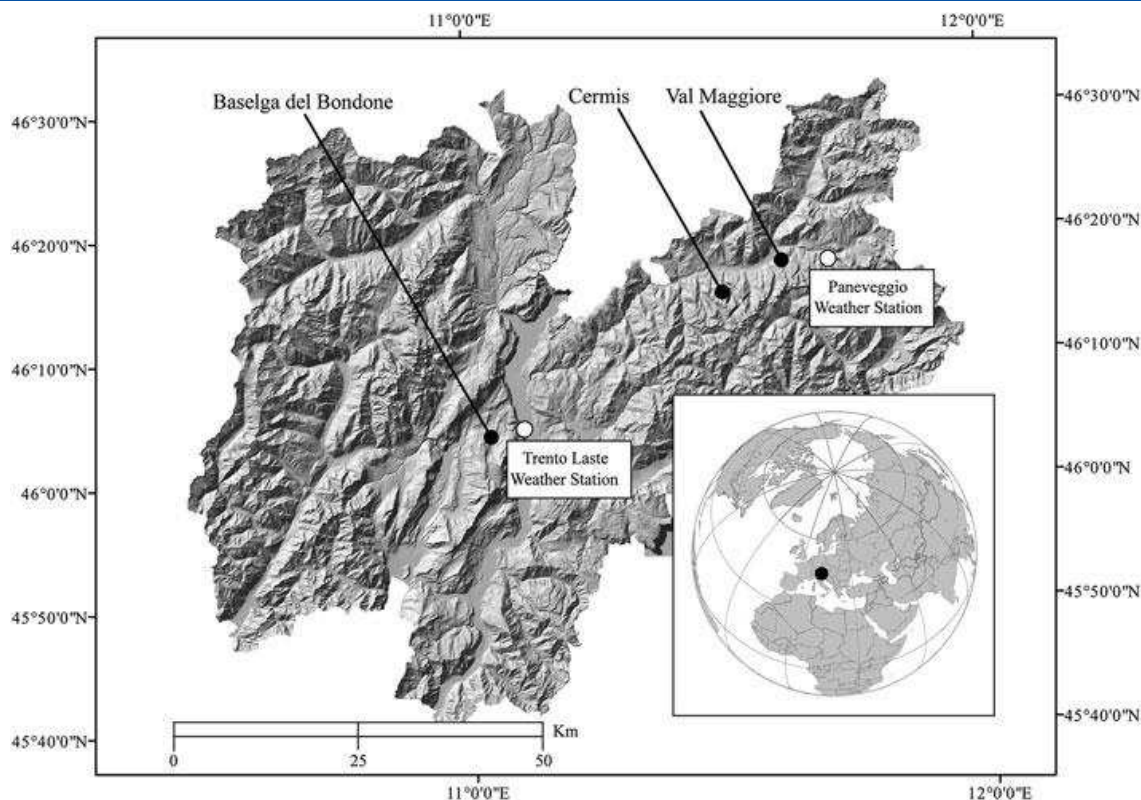 11°0'0"E
12°0'0"E
Baselga del Bondone
Cermis
Val Maggiore
46°30'0"N
46°30'0"N
46°20'0"N
46°20'0"N
Paneveggio
Weather Station
46°10'0"N
46°10'0"N
Trento Laste
Weather Station
46°0'0"N
46°0'0"N
45°50'0"N
45°50'0"N
45°40'0"N
45°40'0"N
Km
0
25
50
11°0'0"E
12°0'0"E